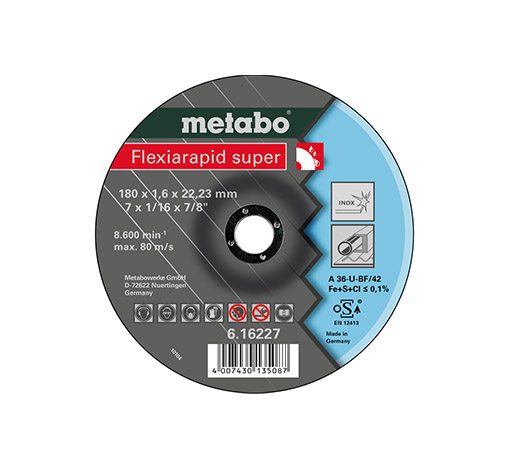 metabo®
Flexiarapid super
180 x 1,6 x 22,23 mm
7 x 1/16 x 7/8"
8.600 min-1
max. 80 m/s
INOX
Metabowerke GmbH
D-72622 Nuertingen
Germany
A 36-U-BF/42
Fe+S+Cl ≤ 0,1%
oSa
EN 12413
Made in
Germany
6.16227
4 007430 135087